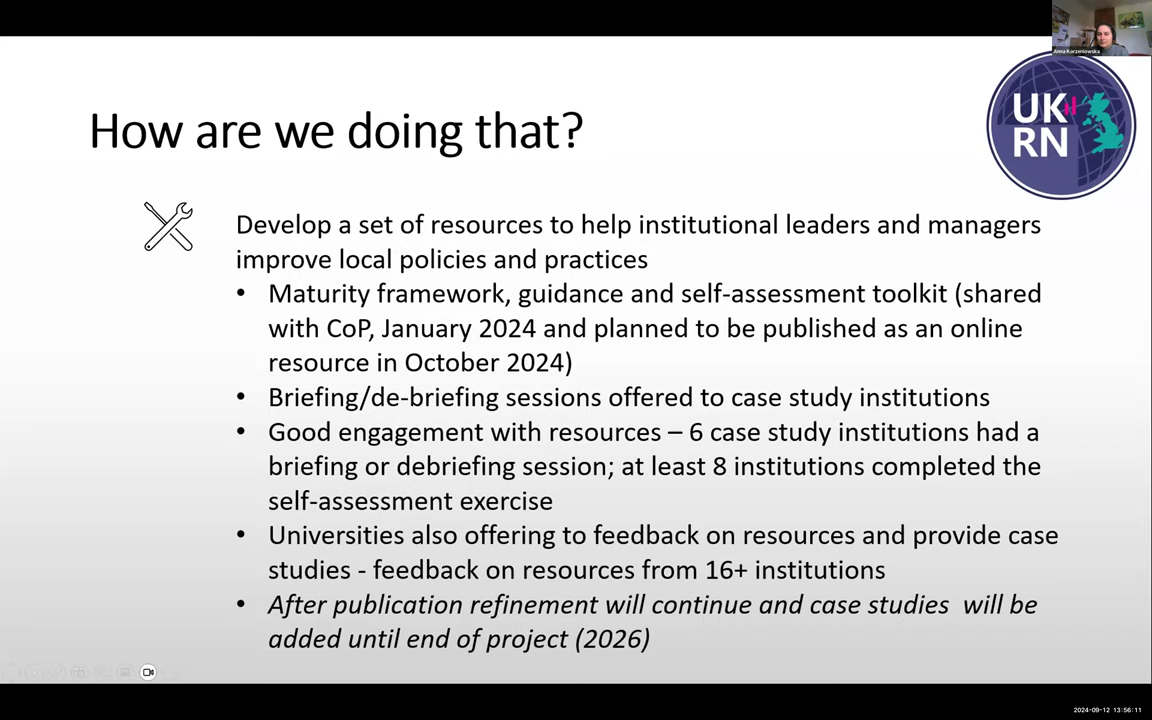 Anna Korzeniowska
UK
RN
How are we doing that?
Develop a set of resources to help institutional leaders and managers
improve local policies and practices
• Maturity framework, guidance and self-assessment toolkit (shared
with CoP, January 2024 and planned to be published as an online
resource in October 2024)
• Briefing/de-briefing sessions offered to case study institutions
• Good engagement with resources – 6 case study institutions had a
briefing or debriefing session; at least 8 institutions completed the
self-assessment exercise
• Universities also offering to feedback on resources and provide case
studies - feedback on resources from 16+ institutions
• After publication refinement will continue and case studies  will be
added until end of project (2026)
2024-09-12 13:56:11